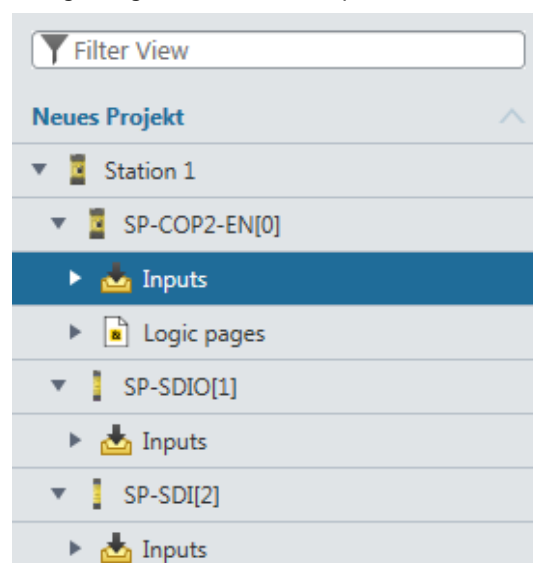 Filter View
Neues Projekt
Station 1
SP-COP2-EN[0]
Inputs
Logic pages
SP-SDIO[1]
Inputs
SP-SDI[2]
Inputs